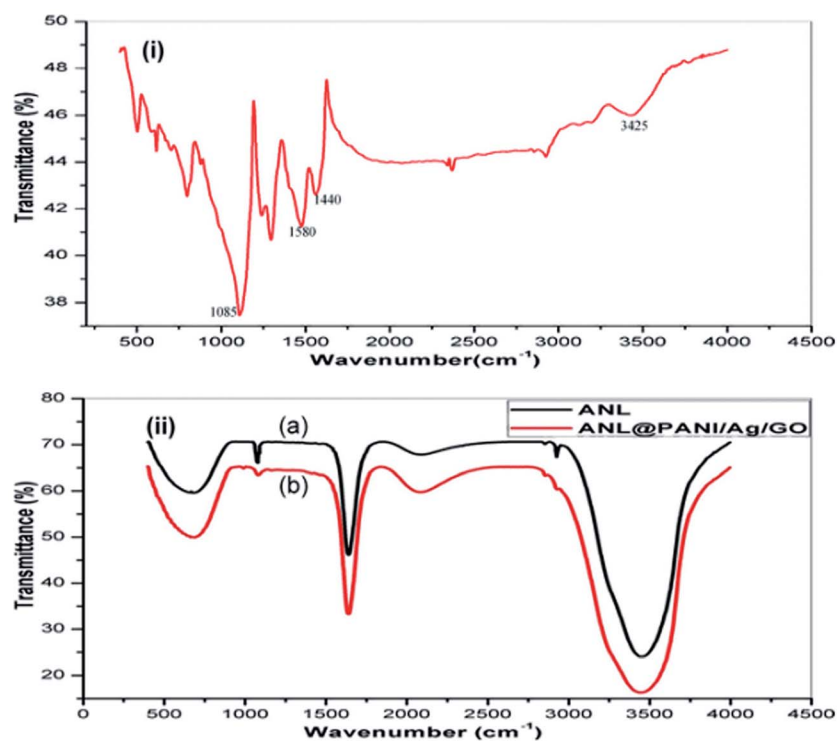 50
(i)
48
46
3425
44
42
1440
1580
40
38
1085
Transmittance (%)
500 1000 1500 2000 2500 3000 3500 4000 4500
Wavenumber(cm⁻¹)
80
(ii)
(a)
ANL
ANL@PANI/Ag/GO
70
60
(b)
50
40
30
20
Transmittance (%)
0 500 1000 1500 2000 2500 3000 3500 4000 4500
Wavenumber(cm⁻¹)